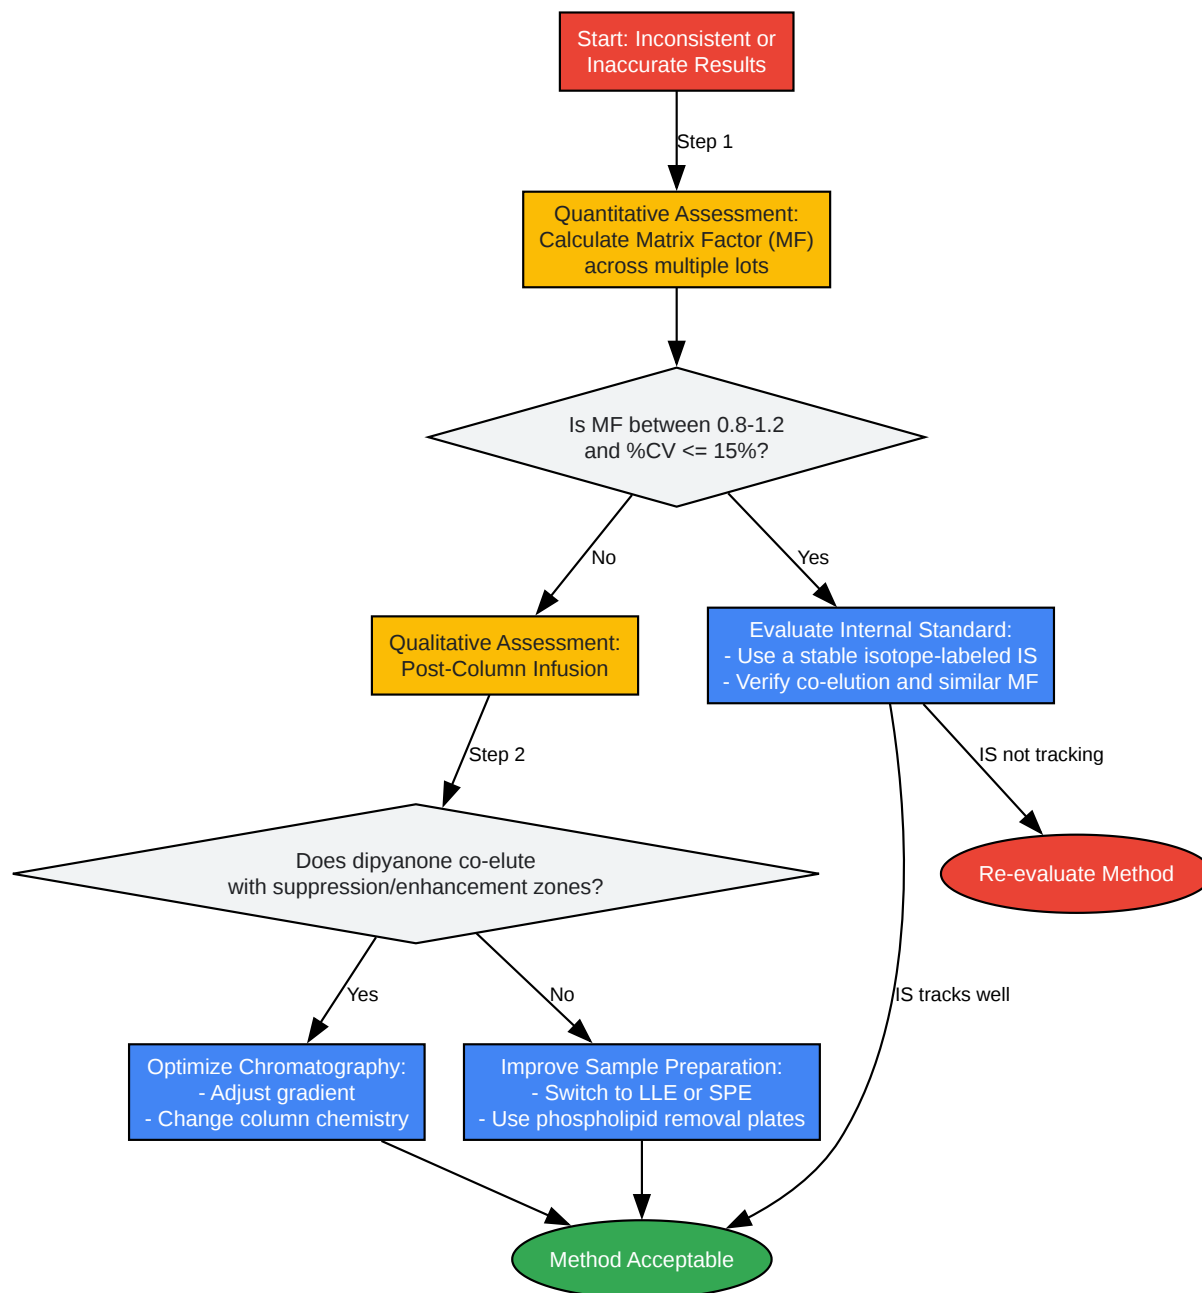 Start: Inconsistent or
Inaccurate Results
Step 1
Quantitative Assessment:
Calculate Matrix Factor (MF)
across multiple lots
Is MF between 0.8-1.2
and %CV <= 15%?
No
Yes
Qualitative Assessment:
Post-Column Infusion
Evaluate Internal Standard:
- Use a stable isotope-labeled IS
- Verify co-elution and similar MF
Step 2
IS not tracking
Does dipyanone co-elute
with suppression/enhancement zones?
Re-evaluate Method
Yes
No
IS tracks well
Optimize Chromatography:
- Adjust gradient
- Change column chemistry
Improve Sample Preparation:
- Switch to LLE or SPE
- Use phospholipid removal plates
Method Acceptable